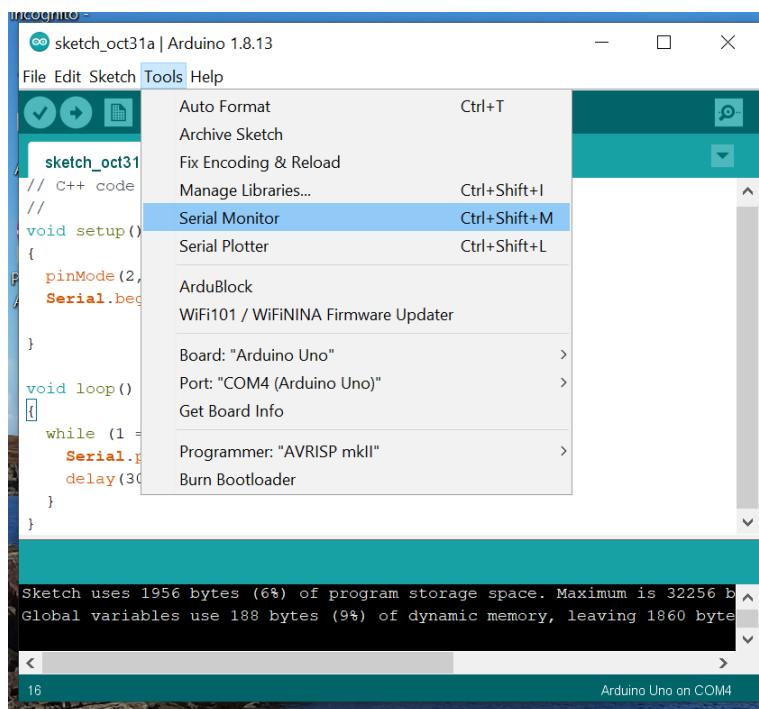 incognito -
sketch_oct31a | Arduino 1.8.13
File Edit Sketch Tools Help
Auto Format Ctrl+T
Archive Sketch
Fix Encoding & Reload
Manage Libraries... Ctrl+Shift+I
Serial Monitor Ctrl+Shift+M
Serial Plotter Ctrl+Shift+L
ArduBlock
WiFi101 / WiFiNINA Firmware Updater
Board: "Arduino Uno"
Port: "COM4 (Arduino Uno)"
Get Board Info
Programmer: "AVRISP mkII"
Burn Bootloader
sketch_oct31
// C++ code
//
void setup()
{
pinMode(2,
Serial.beg
}
void loop()
{
while (1 =
Serial.p
delay(30
}
}
Sketch uses 1956 bytes (6%) of program storage space. Maximum is 32256 b
Global variables use 188 bytes (9%) of dynamic memory, leaving 1860 byte
16
Arduino Uno on COM4